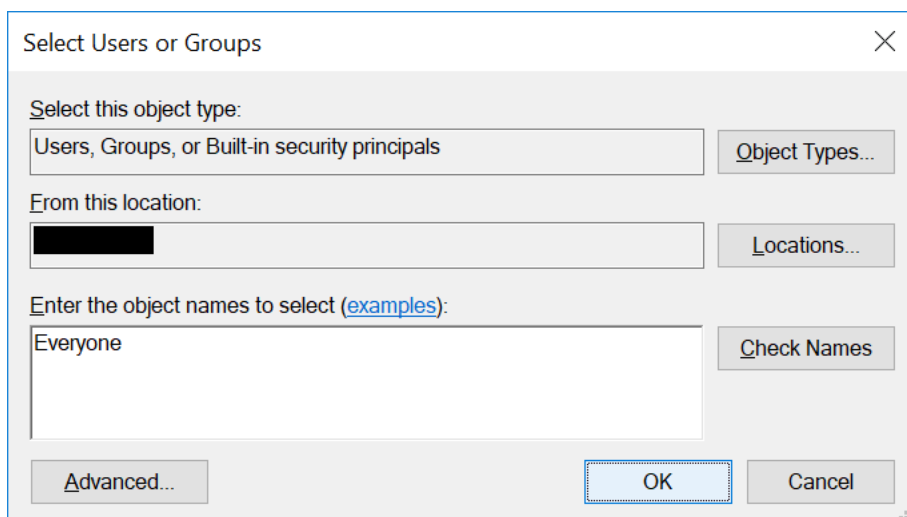 Select Users or Groups
Select this object type:
Users, Groups, or Built-in security principals
Object Types...
From this location:
Locations...
Enter the object names to select (examples):
Everyone
Check Names
Advanced...
OK
Cancel